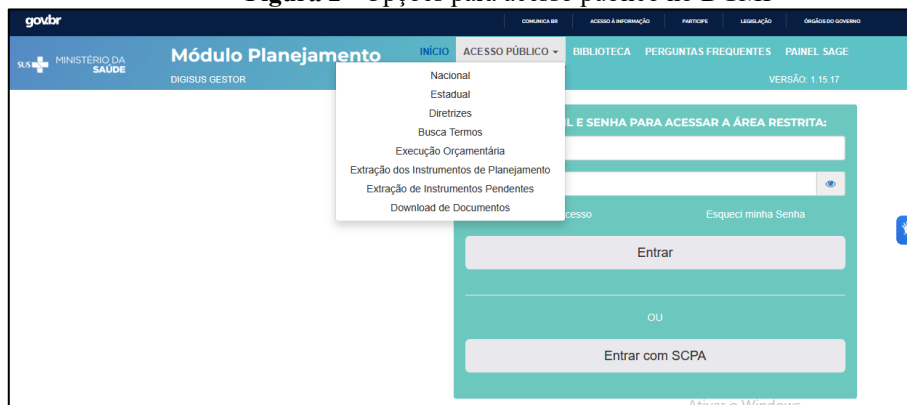 gov.br
COMUNICA BR ACESSO À INFORMAÇÃO PARTICIPE LEGISLAÇÃO ÓRGÃOS DO GOVERNO
SUS MINISTÉRIO DA SAÚDE
Módulo Planejamento
DIGISUS GESTOR
INÍCIO ACESSO PÚBLICO BIBLIOTECA PERGUNTAS FREQUENTES PAINEL SAGE
VERSÃO: 1.15.17
Nacional
Estadual
Diretrizes
Busca Termos
Execução Orçamentária
Extração dos Instrumentos de Planejamento
Extração de Instrumentos Pendentes
Download de Documentos
E SENHA PARA ACESSAR A ÁREA RESTRITA:
Esqueci minha Senha
Entrar
OU
Entrar com SCPA